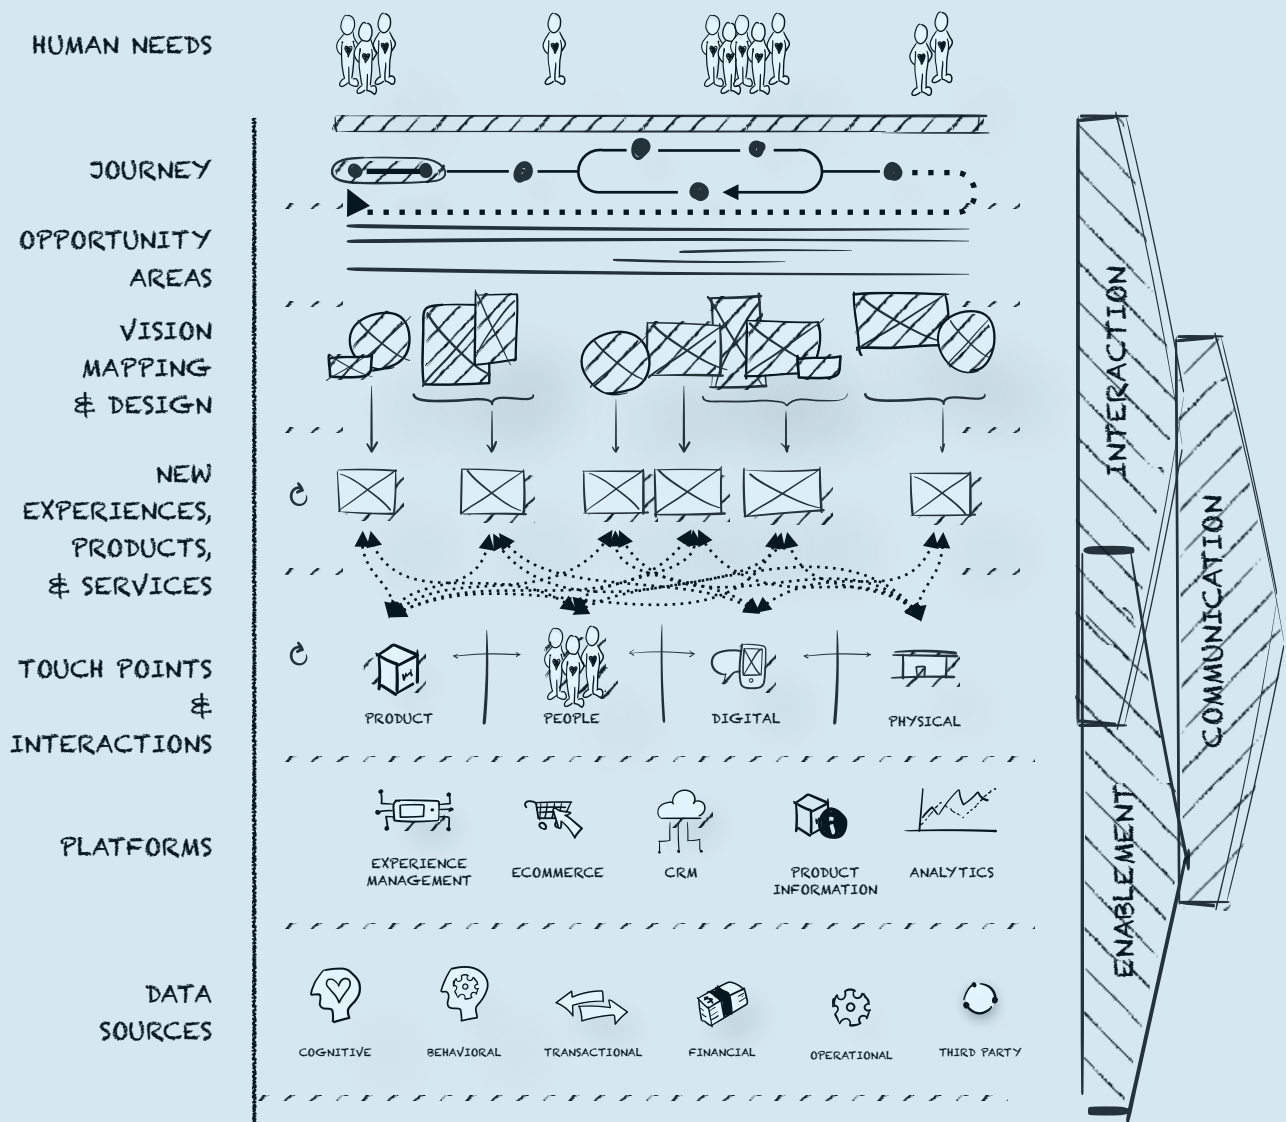 HUMAN NEEDS
JOURNEY
OPPORTUNITY
AREAS
VISION
MAPPING
& DESIGN
NEW
EXPERIENCES,
PRODUCTS,
& SERVICES
TOUCH POINTS
&
INTERACTIONS
PRODUCT
PEOPLE
DIGITAL
PHYSICAL
PLATFORMS
EXPERIENCE
MANAGEMENT
ECOMMERCE
CRM
PRODUCT
INFORMATION
ANALYTICS
DATA
SOURCES
COGNITIVE
BEHAVIORAL
TRANSACTIONAL
FINANCIAL
OPERATIONAL
THIRD PARTY
INTERACTION
COMMUNICATION
ENABLEMENT